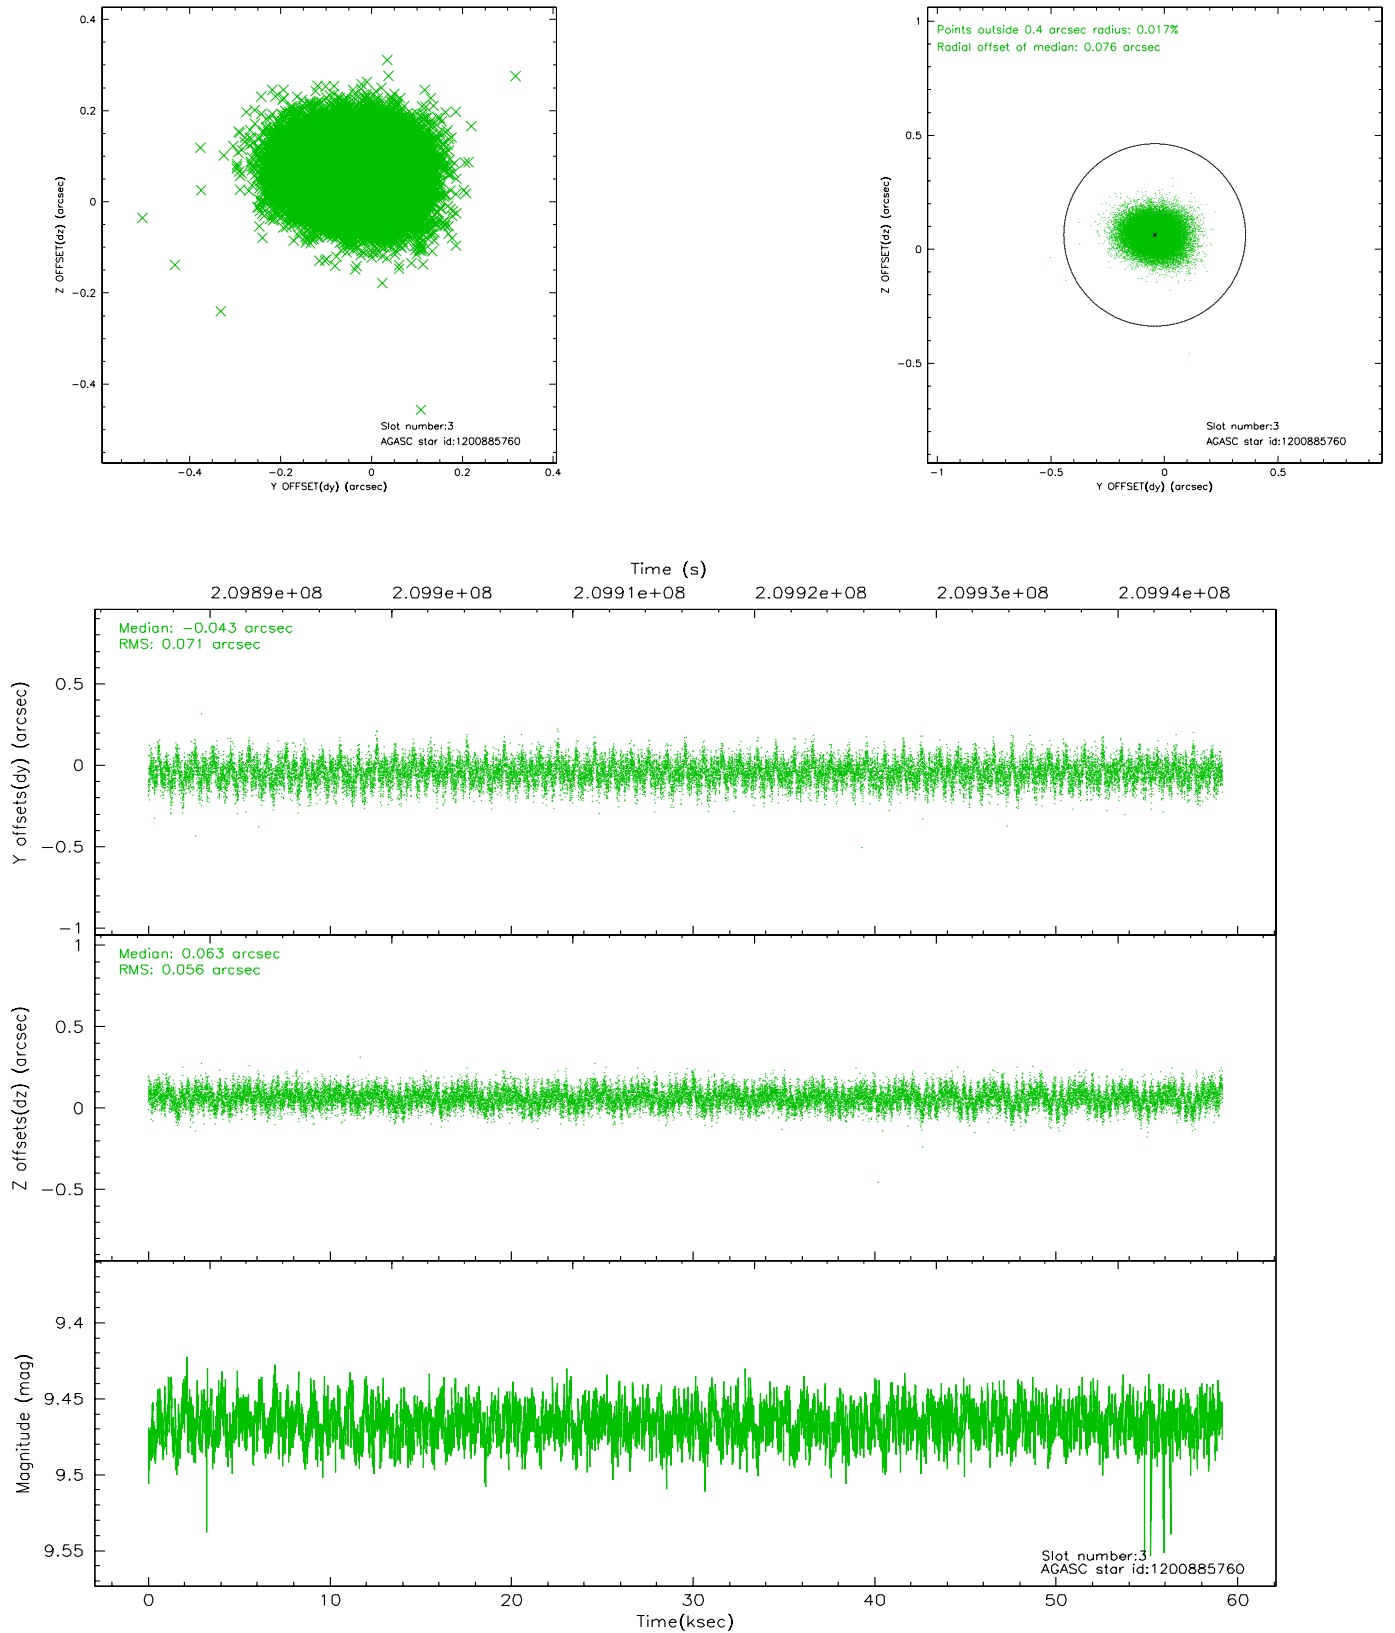 0.4
0.2
0
−0.2
−0.4
Z OFFSET(dz) (arcsec)
Slot number:3
AGASC star id:1200885760
−0.4
−0.2
0
0.2
0.4
Y OFFSET(dy) (arcsec)
Points outside 0.4 arcsec radius: 0.017%
Radial offset of median: 0.076 arcsec
1
0.5
0
−0.5
Z OFFSET(dz) (arcsec)
Slot number:3
AGASC star id:1200885760
−1
−0.5
0
0.5
Y OFFSET(dy) (arcsec)
Time (s)
2.0989e+08
2.099e+08
2.0991e+08
2.0992e+08
2.0993e+08
2.0994e+08
Median: −0.043 arcsec
RMS: 0.071 arcsec
0.5
0
−0.5
−1
Y offsets(dy) (arcsec)
Median: 0.063 arcsec
RMS: 0.056 arcsec
1
0.5
0
−0.5
Z offsets(dz) (arcsec)
9.4
9.45
9.5
9.55
Magnitude (mag)
Slot number:3
AGASC star id:1200885760
0
10
20
30
40
50
60
Time(ksec)